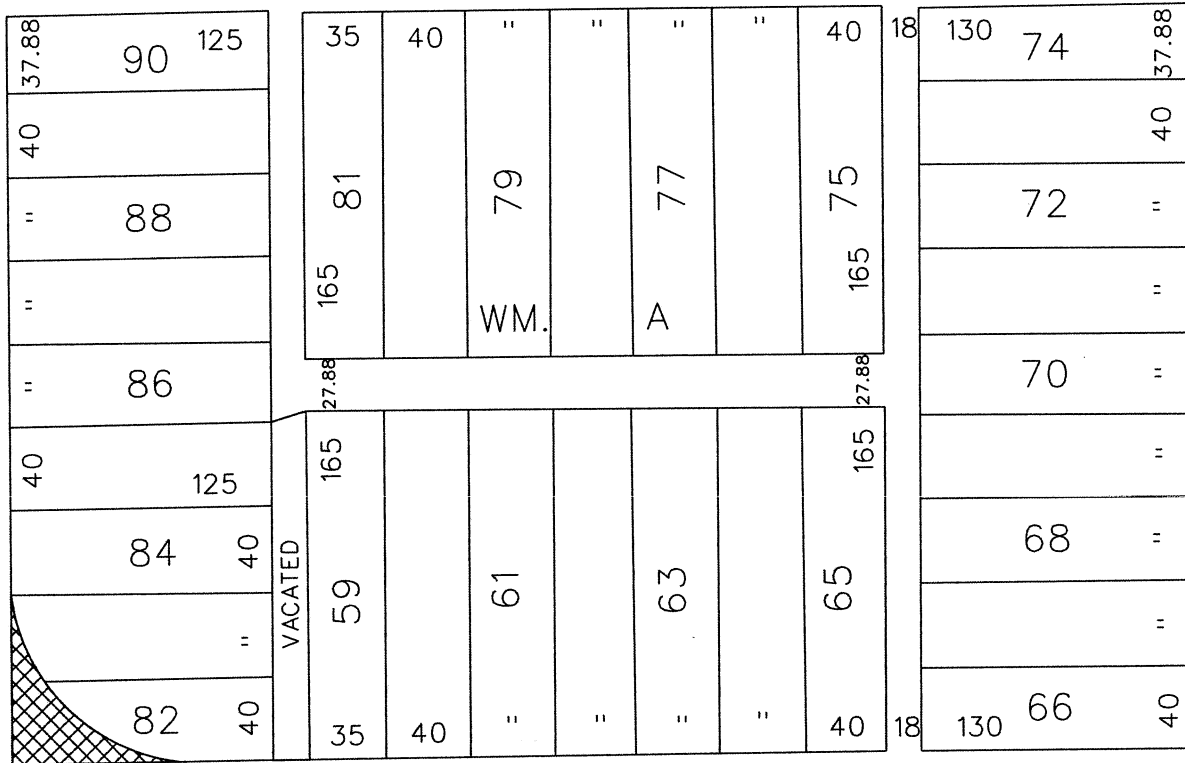 37.88 90 125 35 40 " " " " 40 18 130 74 37.88
40 40
" 88 81 79 77 75 72 "
" 165 WM. A 165 "
" 86 27.88 27.88 70 "
40 125 165 165 "
84 40 VACATED 59 61 63 65 68 "
" "
82 40 35 40 " " " " 40 18 130 66 40